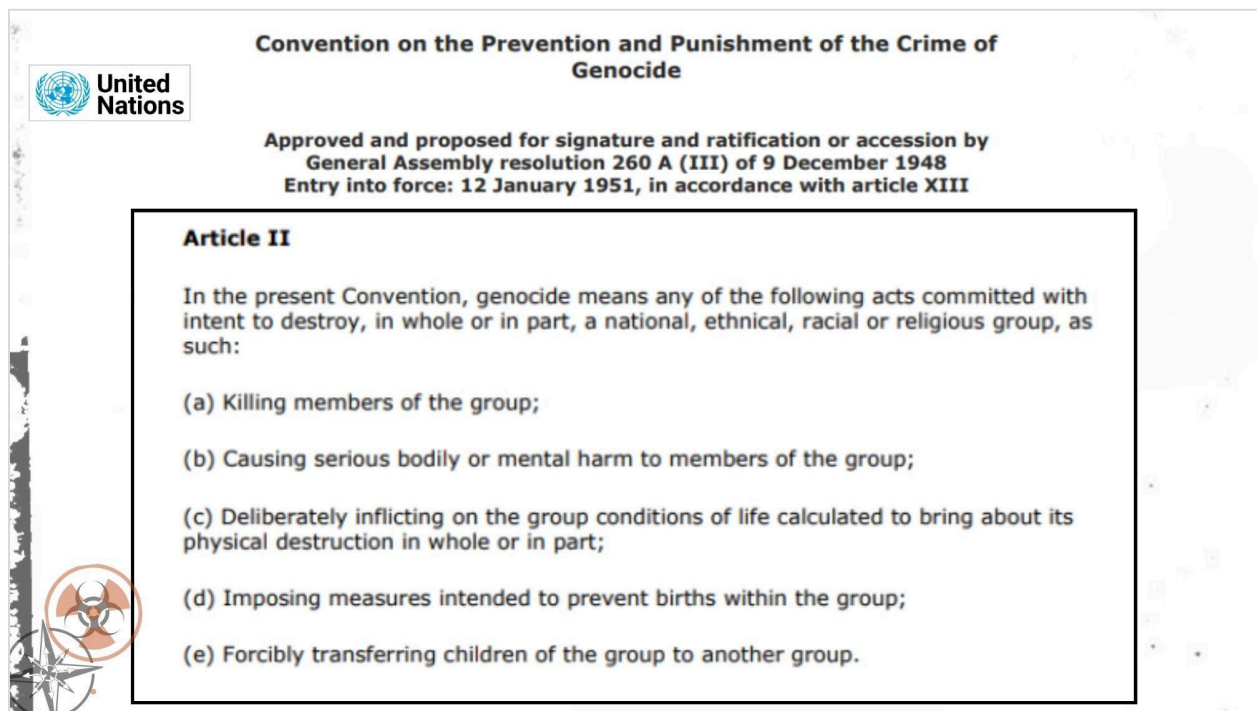 Convention on the Prevention and Punishment of the Crime of
Genocide
United
Nations
Approved and proposed for signature and ratification or accession by
General Assembly resolution 260 A (III) of 9 December 1948
Entry into force: 12 January 1951, in accordance with article XIII
Article II
In the present Convention, genocide means any of the following acts committed with
intent to destroy, in whole or in part, a national, ethnical, racial or religious group, as
such:
(a) Killing members of the group;
(b) Causing serious bodily or mental harm to members of the group;
(c) Deliberately inflicting on the group conditions of life calculated to bring about its
physical destruction in whole or in part;
(d) Imposing measures intended to prevent births within the group;
(e) Forcibly transferring children of the group to another group.